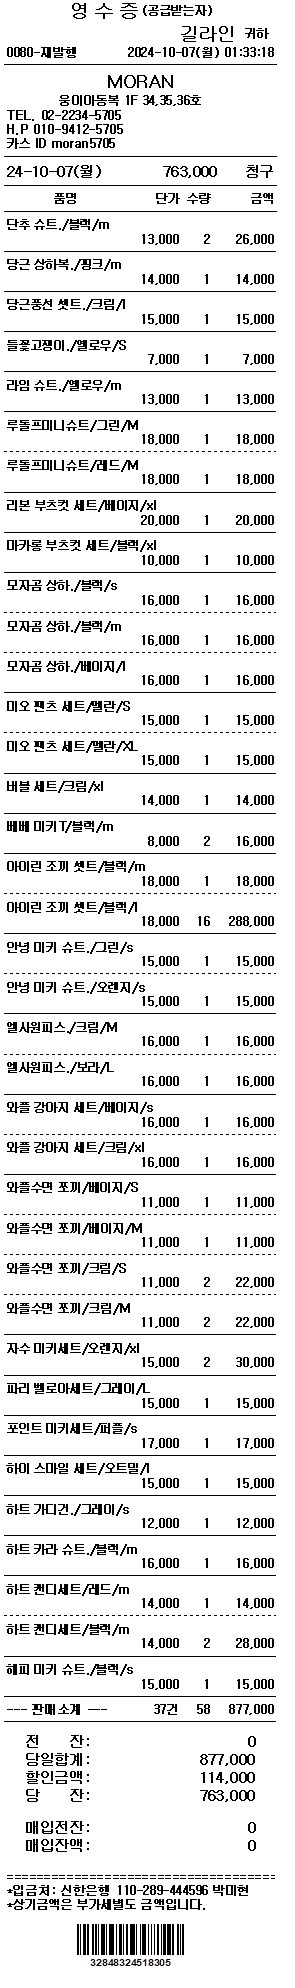 영 수 증 (공급받는자)
길라인 귀하
0080-재발행 2024-10-07(월) 01:33:18
MORAN
웅이아동복 1F 34,35,36호
TEL. 02-2234-5705
H.P 010-9412-5705
카스 ID moran5705
24-10-07(월) 763,000 청구
품명 단가 수량 금액
단추 슈트./블랙/m
13,000 2 26,000
당근 상하복./핑크/m
14,000 1 14,000
당근풍선 셋트./크림/l
15,000 1 15,000
들꽃고쟁이./옐로우/S
7,000 1 7,000
라임 슈트./옐로우/m
13,000 1 13,000
루돌프미니슈트/그린/M
18,000 1 18,000
루돌프미니슈트/레드/M
18,000 1 18,000
리본 부츠컷 세트/베이지/xl
20,000 1 20,000
마카롱 부츠컷 세트/블랙/xl
10,000 1 10,000
모자곰 상하./블랙/s
16,000 1 16,000
모자곰 상하./블랙/m
16,000 1 16,000
모자곰 상하./베이지/l
16,000 1 16,000
미오 팬츠 세트/멜란/S
15,000 1 15,000
미오 팬츠 세트/멜란/XL
15,000 1 15,000
버블 세트/크림/xl
14,000 1 14,000
베베 미키T/블랙/m
8,000 2 16,000
아이린 조끼 셋트/블랙/m
18,000 1 18,000
아이린 조끼 셋트/블랙/l
18,000 16 288,000
안녕 미키 슈트./그린/s
15,000 1 15,000
안녕 미키 슈트./오렌지/s
15,000 1 15,000
엘사원피스./크림/M
16,000 1 16,000
엘사원피스./보라/L
16,000 1 16,000
와플 강아지 세트/베이지/s
16,000 1 16,000
와플 강아지 세트/크림/xl
16,000 1 16,000
와플수면 포끼/베이지/S
11,000 1 11,000
와플수면 포끼/베이지/M
11,000 1 11,000
와플수면 포끼/크림/S
11,000 2 22,000
와플수면 포끼/크림/M
11,000 2 22,000
자수 미키세트/오렌지/xl
15,000 2 30,000
파리 벨로아세트/그레이/L
15,000 1 15,000
포인트 미키세트/퍼플/s
17,000 1 17,000
하이 스마일 세트/오트밀/l
15,000 1 15,000
하트 가디건./그레이/s
12,000 1 12,000
하트 카라 슈트./블랙/m
16,000 1 16,000
하트 캔디세트/레드/m
14,000 1 14,000
하트 캔디세트/블랙/m
14,000 2 28,000
해피 미키 슈트./블랙/s
15,000 1 15,000
--- 판매 소계 --- 37건 58 877,000
전 잔: 0
당일합계: 877,000
할인금액: 114,000
당 잔: 763,000
매입전잔: 0
매입잔액: 0
*입금처: 신한은행 110-289-444596 박미현
*상기금액은 부가세별도 금액입니다.
32848324518305